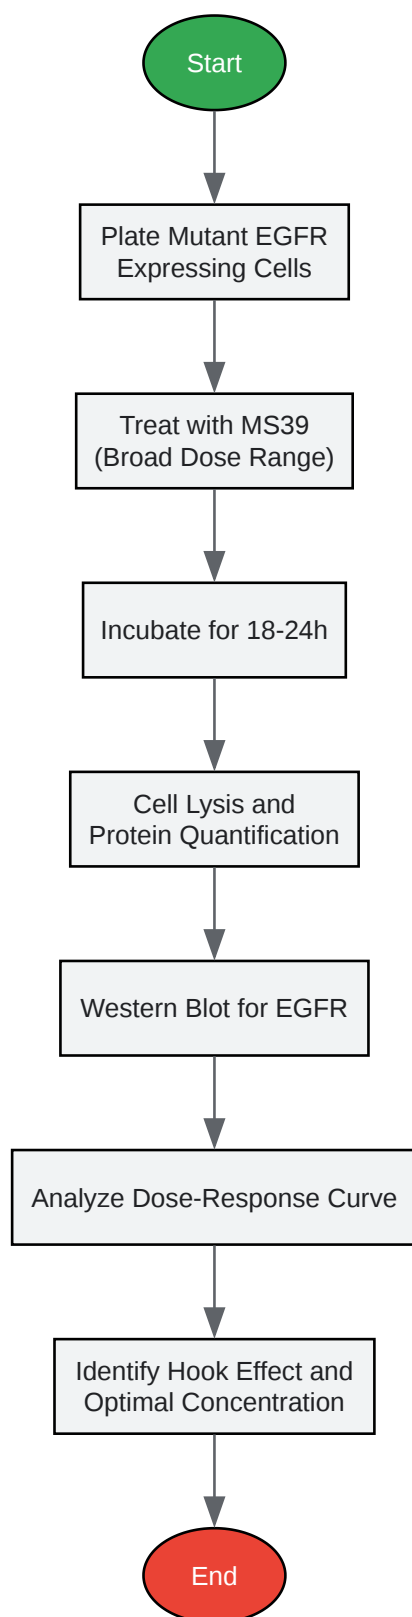 Start
Plate Mutant EGFR
Expressing Cells
Treat with MS39
(Broad Dose Range)
Incubate for 18-24h
Cell Lysis and
Protein Quantification
Western Blot for EGFR
Analyze Dose-Response Curve
Identify Hook Effect and
Optimal Concentration
End